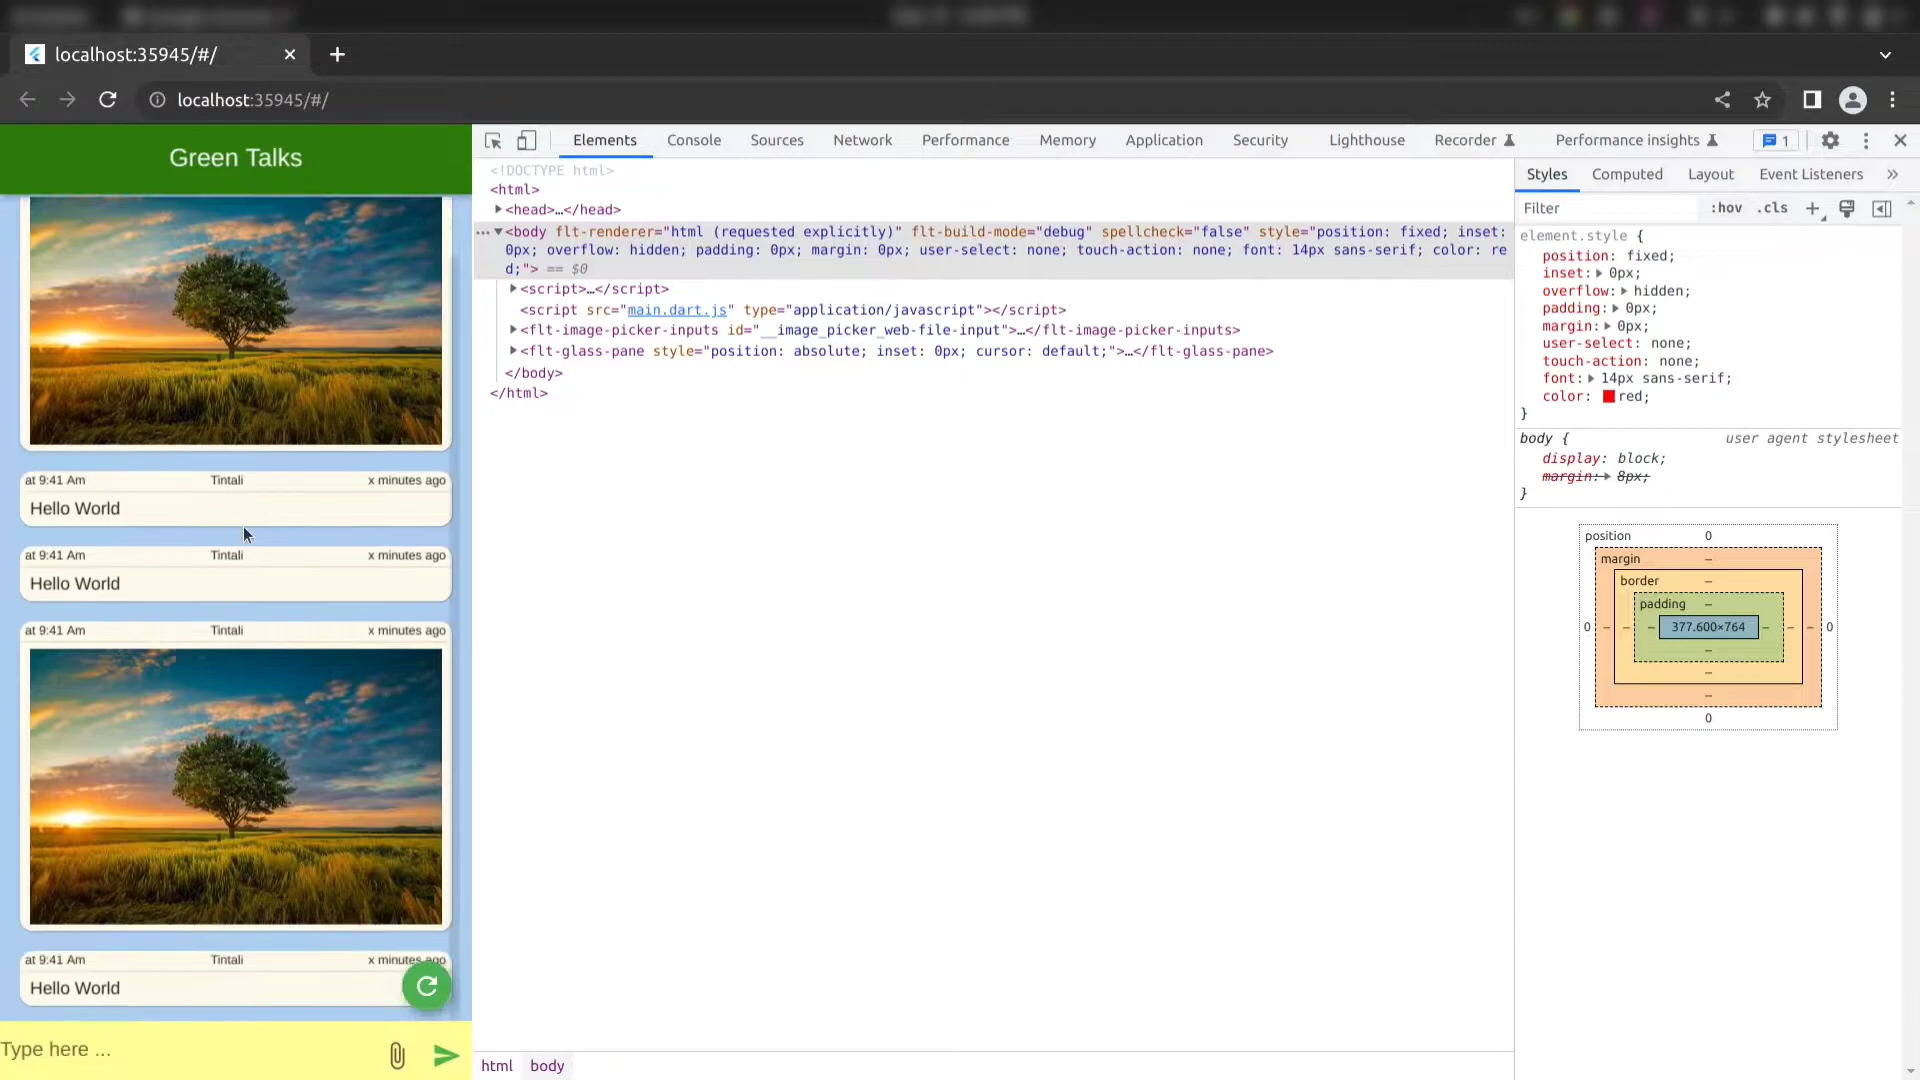 localhost:35945/#/
localhost:35945/#/
Green Talks
at 9:41 Am Tintali x minutes ago
Hello World
at 9:41 Am Tintali x minutes ago
Hello World
at 9:41 Am Tintali x minutes ago
at 9:41 Am Tintali x minutes ago
Hello World
Type here ...
Elements Console Sources Network Performance Memory Application Security Lighthouse Recorder Performance insights 1
<!DOCTYPE html>
<html>
<head>…</head>
<body flt-renderer="html (requested explicitly)" flt-build-mode="debug" spellcheck="false" style="position: fixed; inset:
0px; overflow: hidden; padding: 0px; margin: 0px; user-select: none; touch-action: none; font: 14px sans-serif; color: re
d;"> == $0
<script>…</script>
<script src="main.dart.js" type="application/javascript"></script>
<flt-image-picker-inputs id="__image_picker_web-file-input">…</flt-image-picker-inputs>
<flt-glass-pane style="position: absolute; inset: 0px; cursor: default;">…</flt-glass-pane>
</body>
</html>
html body
Styles Computed Layout Event Listeners »
Filter :hov .cls +
element.style {
position: fixed;
inset: 0px;
overflow: hidden;
padding: 0px;
margin: 0px;
user-select: none;
touch-action: none;
font: 14px sans-serif;
color: red;
}
body { user agent stylesheet
display: block;
margin: 8px;
}
position 0
margin –
border –
padding –
0 – – – 377.600×764 – – – 0
–
–
–
0